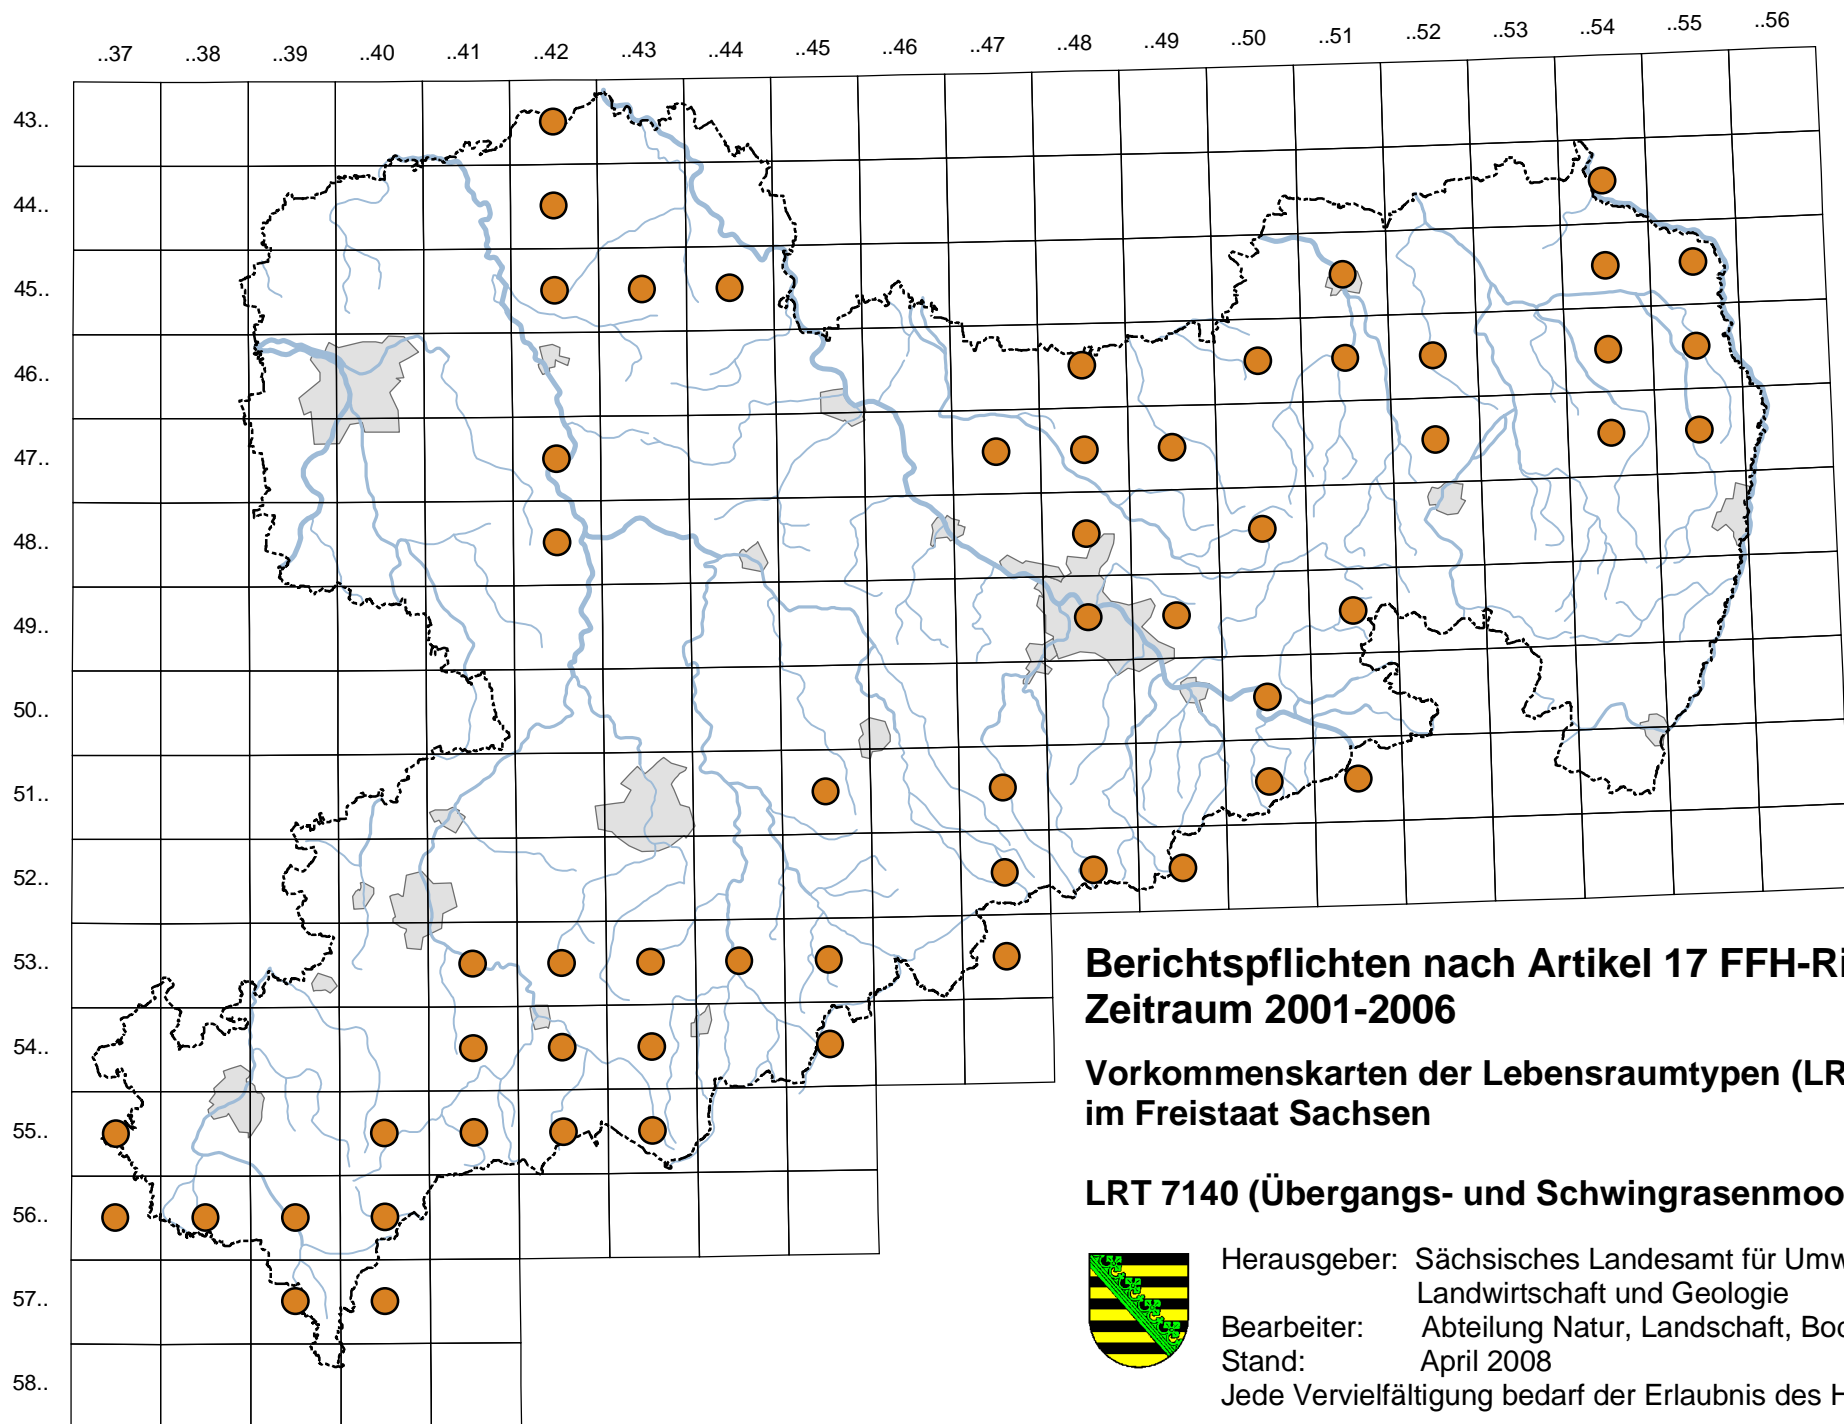 ..37 ..38 ..39 ..40 ..41 ..42 ..43 ..44 ..45 ..46 ..47 ..48 ..49 ..50 ..51 ..52 ..53 ..54 ..55 ..56
43..
44..
45..
46..
47..
48..
49..
50..
51..
52..
53..
54..
55..
56..
57..
58..
Berichtspflichten nach Artikel 17 FFH-Ri
Zeitraum 2001-2006
Vorkommenskarten der Lebensraumtypen (LR
im Freistaat Sachsen
LRT 7140 (Übergangs- und Schwingrasenmoo
Herausgeber: Sächsisches Landesamt für Umw
Landwirtschaft und Geologie
Bearbeiter: Abteilung Natur, Landschaft, Boo
Stand: April 2008
Jede Vervielfältigung bedarf der Erlaubnis des H